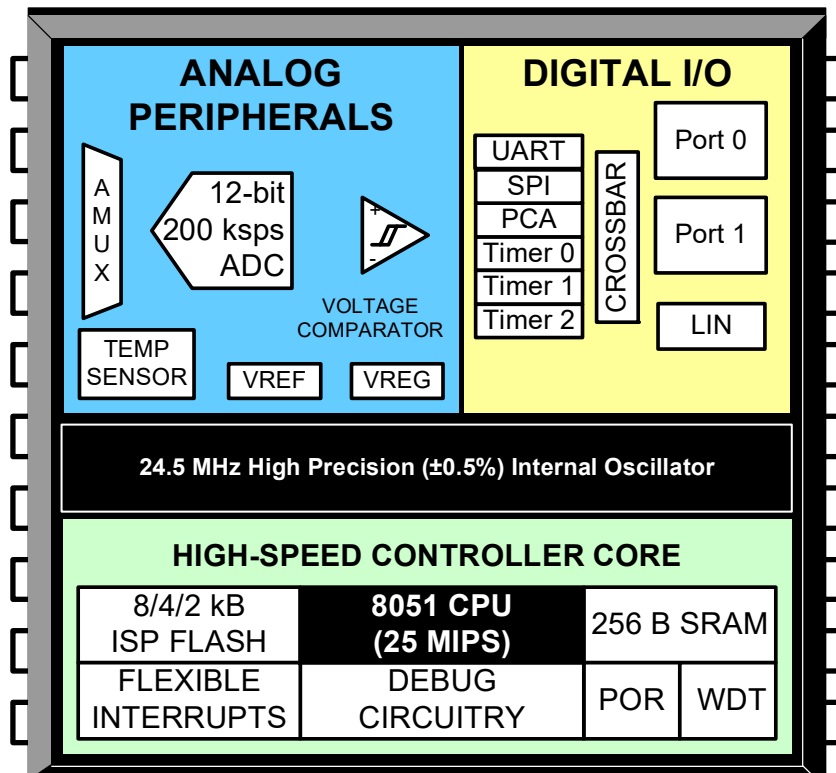 ANALOG
PERIPHERALS
A
M
U
X
12-bit
200 ksps
ADC
+
-
VOLTAGE
COMPARATOR
TEMP
SENSOR
VREF
VREG
DIGITAL I/O
UART
SPI
PCA
Timer 0
Timer 1
Timer 2
CROSSBAR
Port 0
Port 1
LIN
24.5 MHz High Precision (±0.5%) Internal Oscillator
HIGH-SPEED CONTROLLER CORE
8/4/2 kB
ISP FLASH
8051 CPU
(25 MIPS)
256 B SRAM
FLEXIBLE
INTERRUPTS
DEBUG
CIRCUITRY
POR
WDT